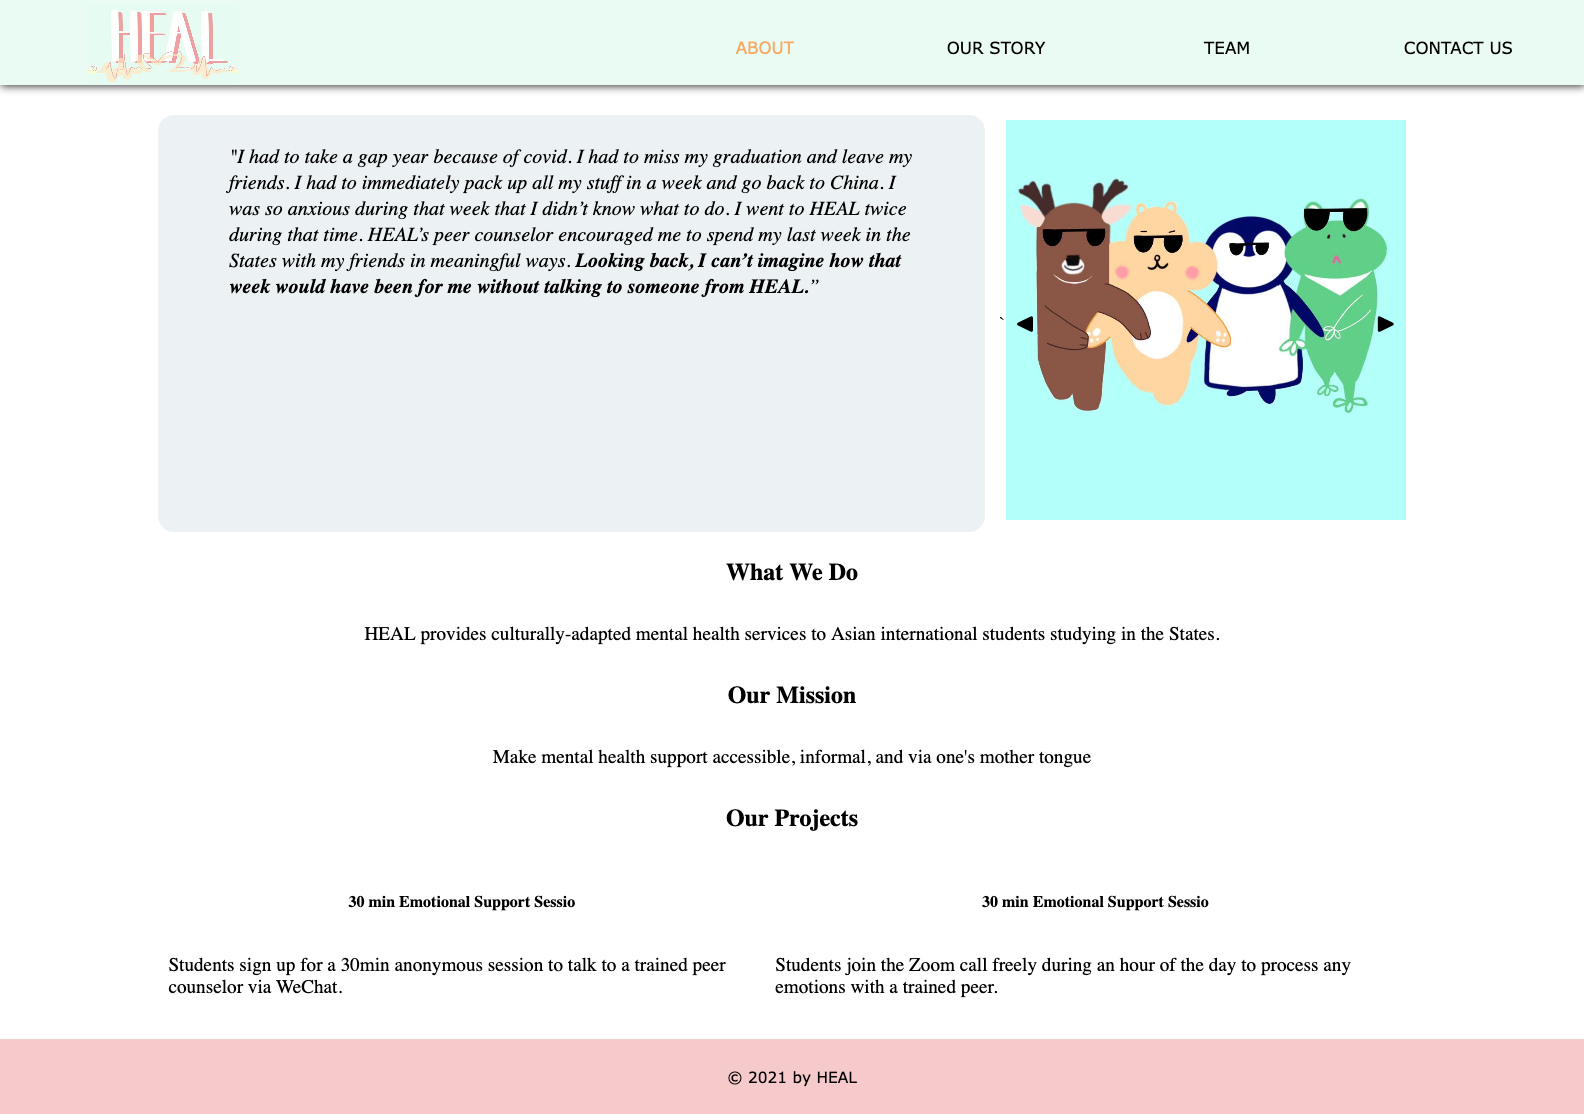 HEAL
ABOUT
OUR STORY
TEAM
CONTACT US
"I had to take a gap year because of covid. I had to miss my graduation and leave my
friends. I had to immediately pack up all my stuff in a week and go back to China. I
was so anxious during that week that I didn’t know what to do. I went to HEAL twice
during that time. HEAL’s peer counselor encouraged me to spend my last week in the
States with my friends in meaningful ways. Looking back, I can’t imagine how that
week would have been for me without talking to someone from HEAL.”
`
What We Do
HEAL provides culturally-adapted mental health services to Asian international students studying in the States.
Our Mission
Make mental health support accessible, informal, and via one's mother tongue
Our Projects
30 min Emotional Support Sessio
Students sign up for a 30min anonymous session to talk to a trained peer
counselor via WeChat.
30 min Emotional Support Sessio
Students join the Zoom call freely during an hour of the day to process any
emotions with a trained peer.
© 2021 by HEAL